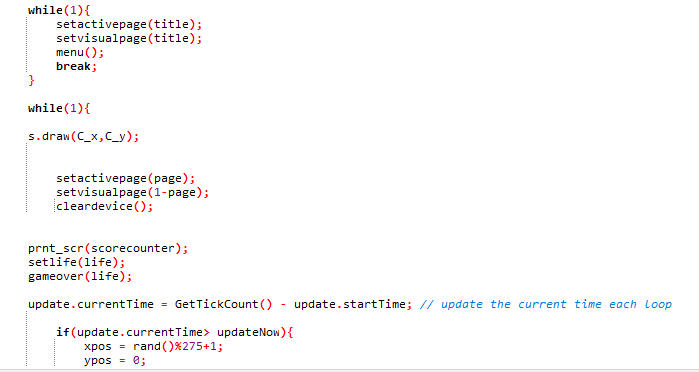 while(1){
setactivepage(title);
setvisualpage(title);
menu();
break;
}
while(1){
s.draw(C_x,C_y);
setactivepage(page);
setvisualpage(1-page);
cleardevice();
prnt_scr(scorecounter);
setlife(life);
gameover(life);
update.currentTime = GetTickCount() - update.startTime; // update the current time each loop
if(update.currentTime> updateNow){
xpos = rand()%275+1;
ypos = 0;